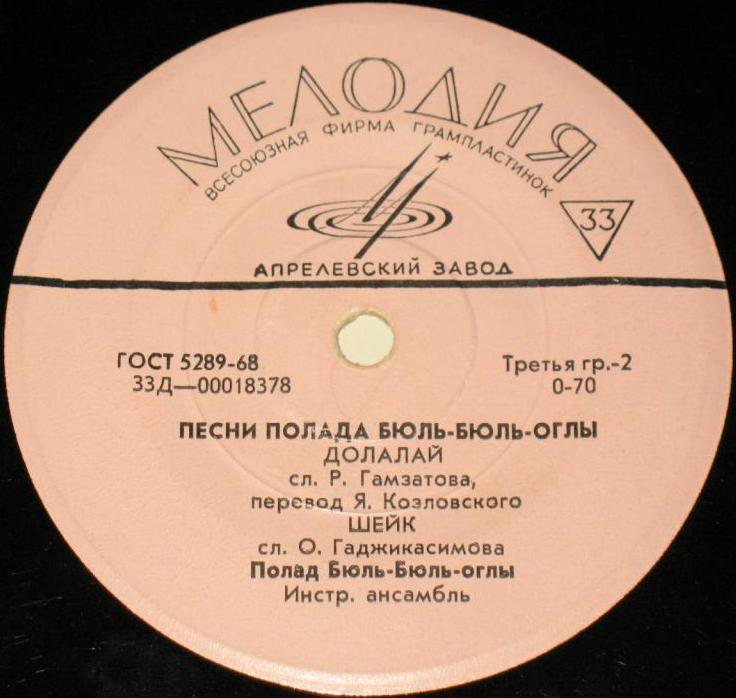 МЕЛОДИЯ
ВСЕСОЮЗНАЯ ФИРМА ГРАМПЛАСТИНОК
33
АПРЕЛЕВСКИЙ ЗАВОД
ГОСТ 5289-68
Третья гр.-2
33Д—00018378
0-70
ПЕСНИ ПОЛАДА БЮЛЬ-БЮЛЬ-ОГЛЫ
ДОЛАЛАЙ
сл. Р. Гамзатова,
перевод Я. Козловского
ШЕЙК
сл. О. Гаджикасимова
Полад Бюль-Бюль-оглы
Инстр. ансамбль